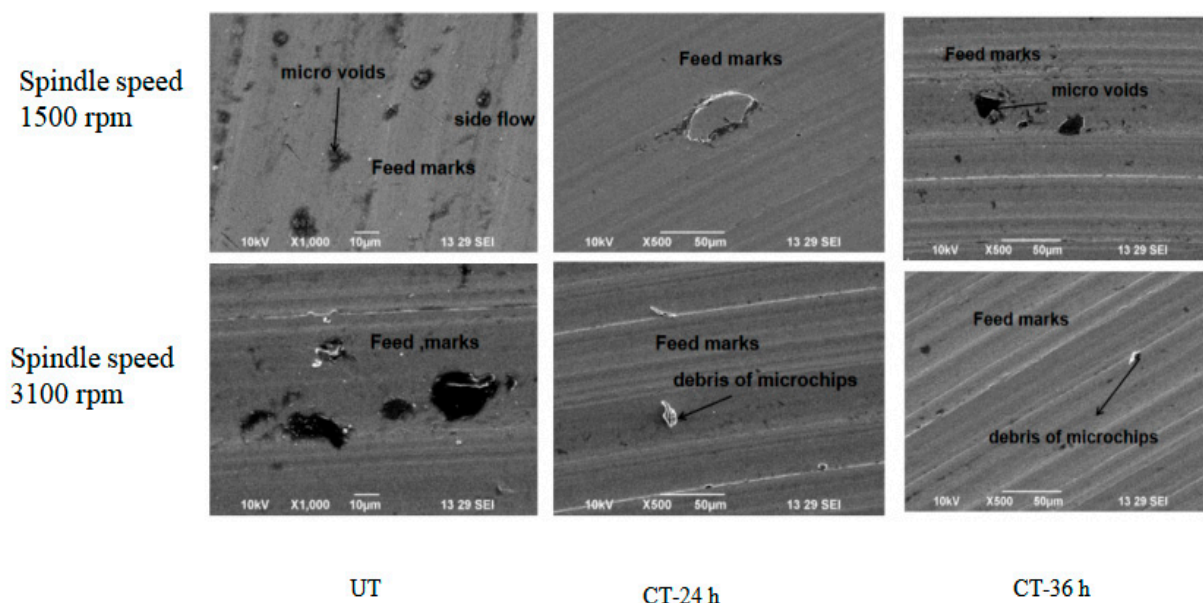 Spindle speed
1500 rpm
micro voids
side flow
Feed marks
10kV X1,000 10µm 13 29 SEI
Feed marks
10kV X500 50µm 13 29 SEI
Feed marks
micro voids
10kV X500 50µm 13 29 SEI
Spindle speed
3100 rpm
Feed ,marks
10kV X1,000 10µm 13 29 SEI
Feed marks
debris of microchips
10kV X500 50µm 13 29 SEI
Feed marks
debris of microchips
10kV X500 50µm 13 29 SEI
UT
CT-24 h
CT-36 h